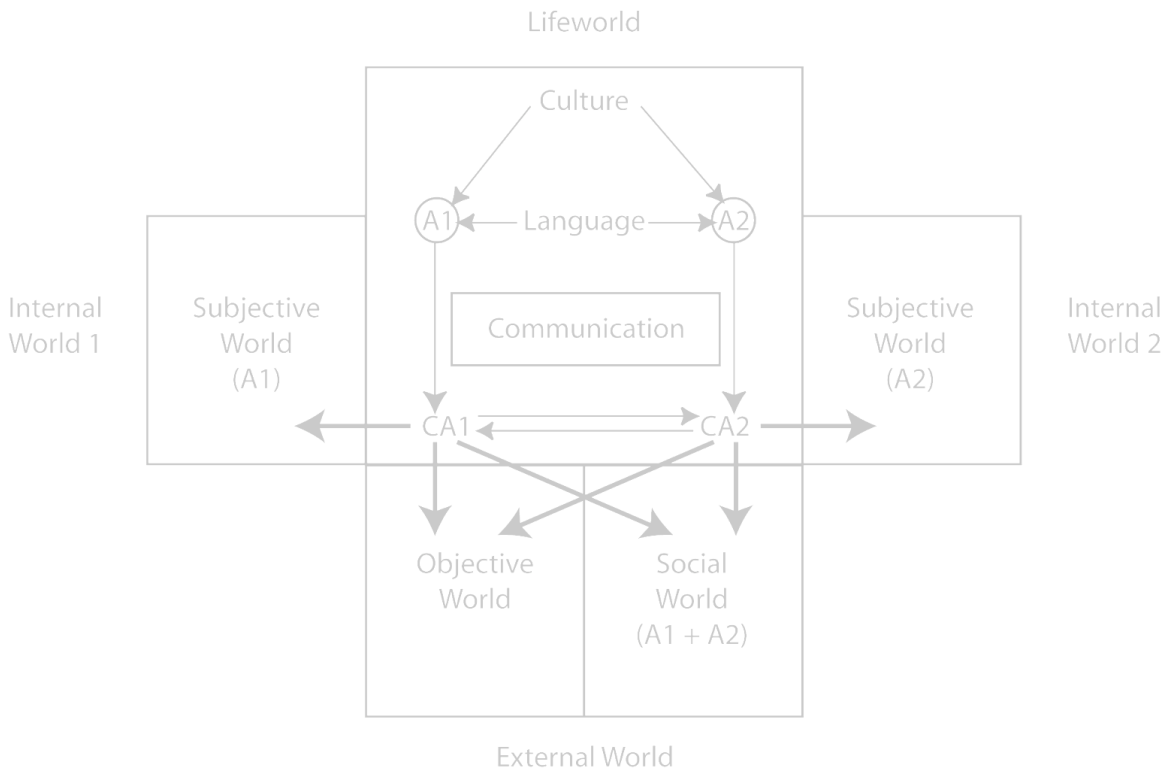 Lifeworld
Culture
A1
Language
A2
Internal
World 1
Subjective
World
(A1)
Communication
Subjective
World
(A2)
Internal
World 2
CA1
CA2
Objective
World
Social
World
(A1 + A2)
External World